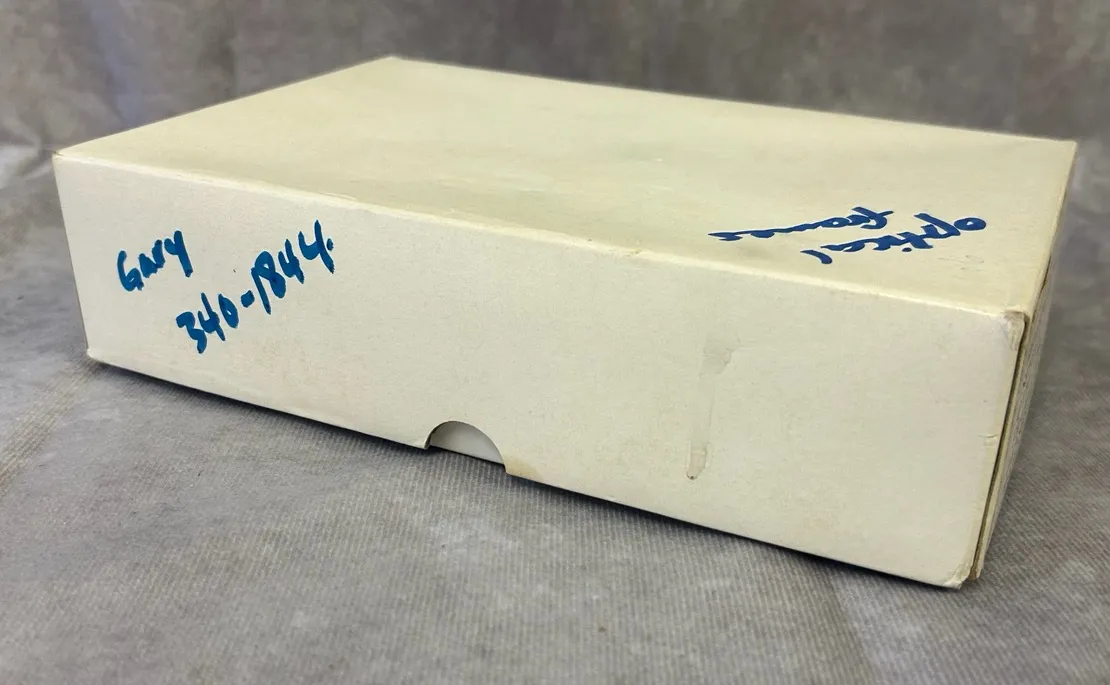 Gary
340-1844.
optical
frames